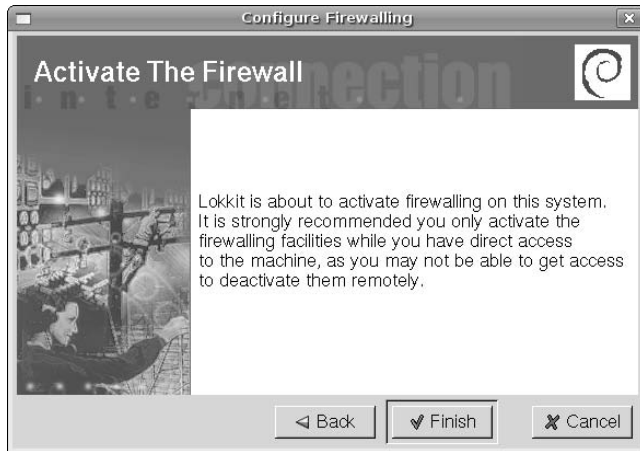 Configure Firewalling
connection
Activate The Firewall
internet
Lokkit is about to activate firewalling on this system.
It is strongly recommended you only activate the
firewalling facilities while you have direct access
to the machine, as you may not be able to get access
to deactivate them remotely.
Back
Finish
Cancel